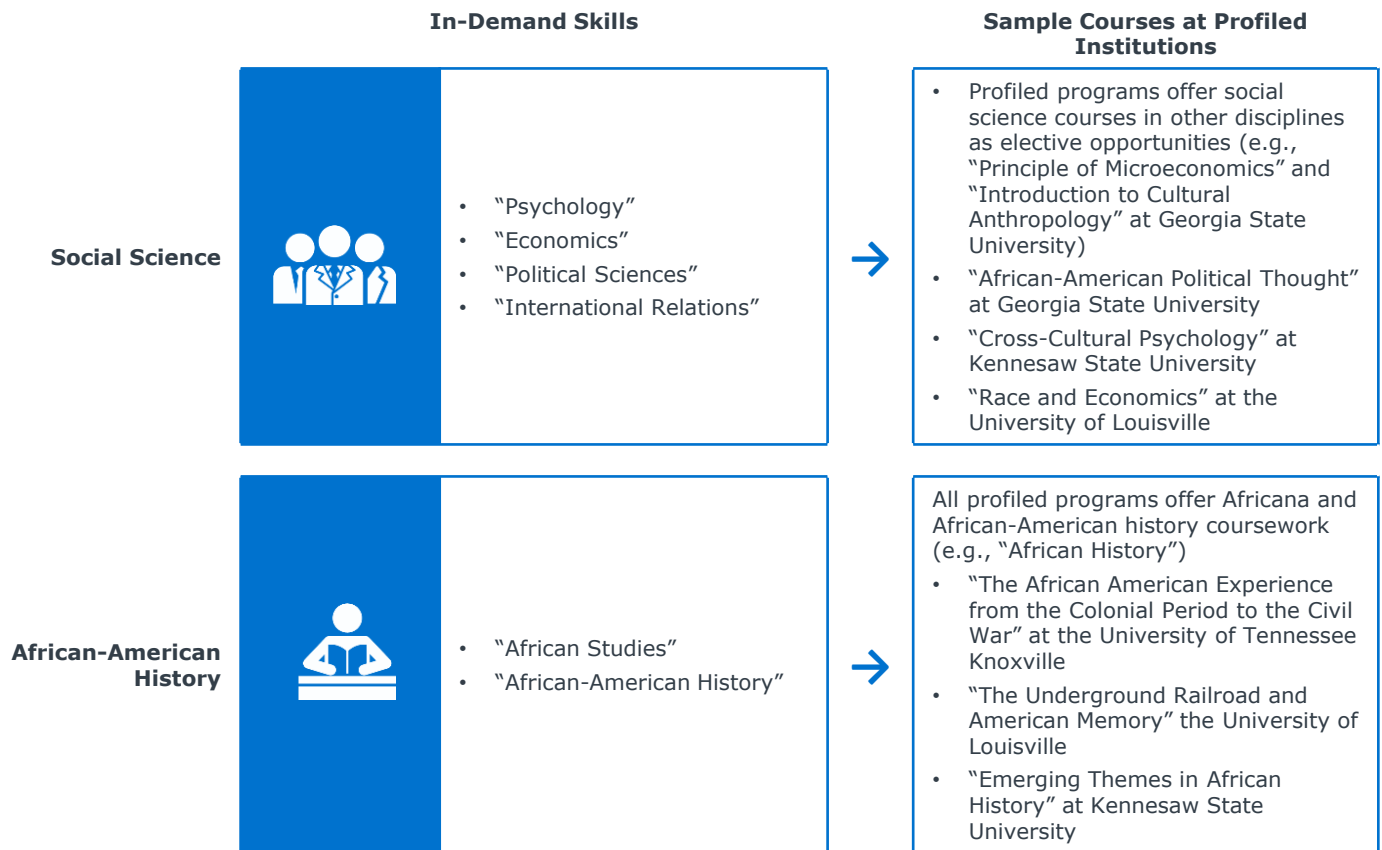 In-Demand Skills
Sample Courses at Profiled
Institutions
Social Science
• “Psychology”
• “Economics”
• “Political Sciences”
• “International Relations”
• Profiled programs offer social
science courses in other disciplines
as elective opportunities (e.g.,
“Principle of Microeconomics” and
“Introduction to Cultural
Anthropology” at Georgia State
University)
• “African-American Political Thought”
at Georgia State University
• “Cross-Cultural Psychology” at
Kennesaw State University
• “Race and Economics” at the
University of Louisville
African-American
History
• “African Studies”
• “African-American History”
All profiled programs offer Africana and
African-American history coursework
(e.g., “African History”)
• “The African American Experience
from the Colonial Period to the Civil
War” at the University of Tennessee
Knoxville
• “The Underground Railroad and
American Memory” the University of
Louisville
• “Emerging Themes in African
History” at Kennesaw State
University